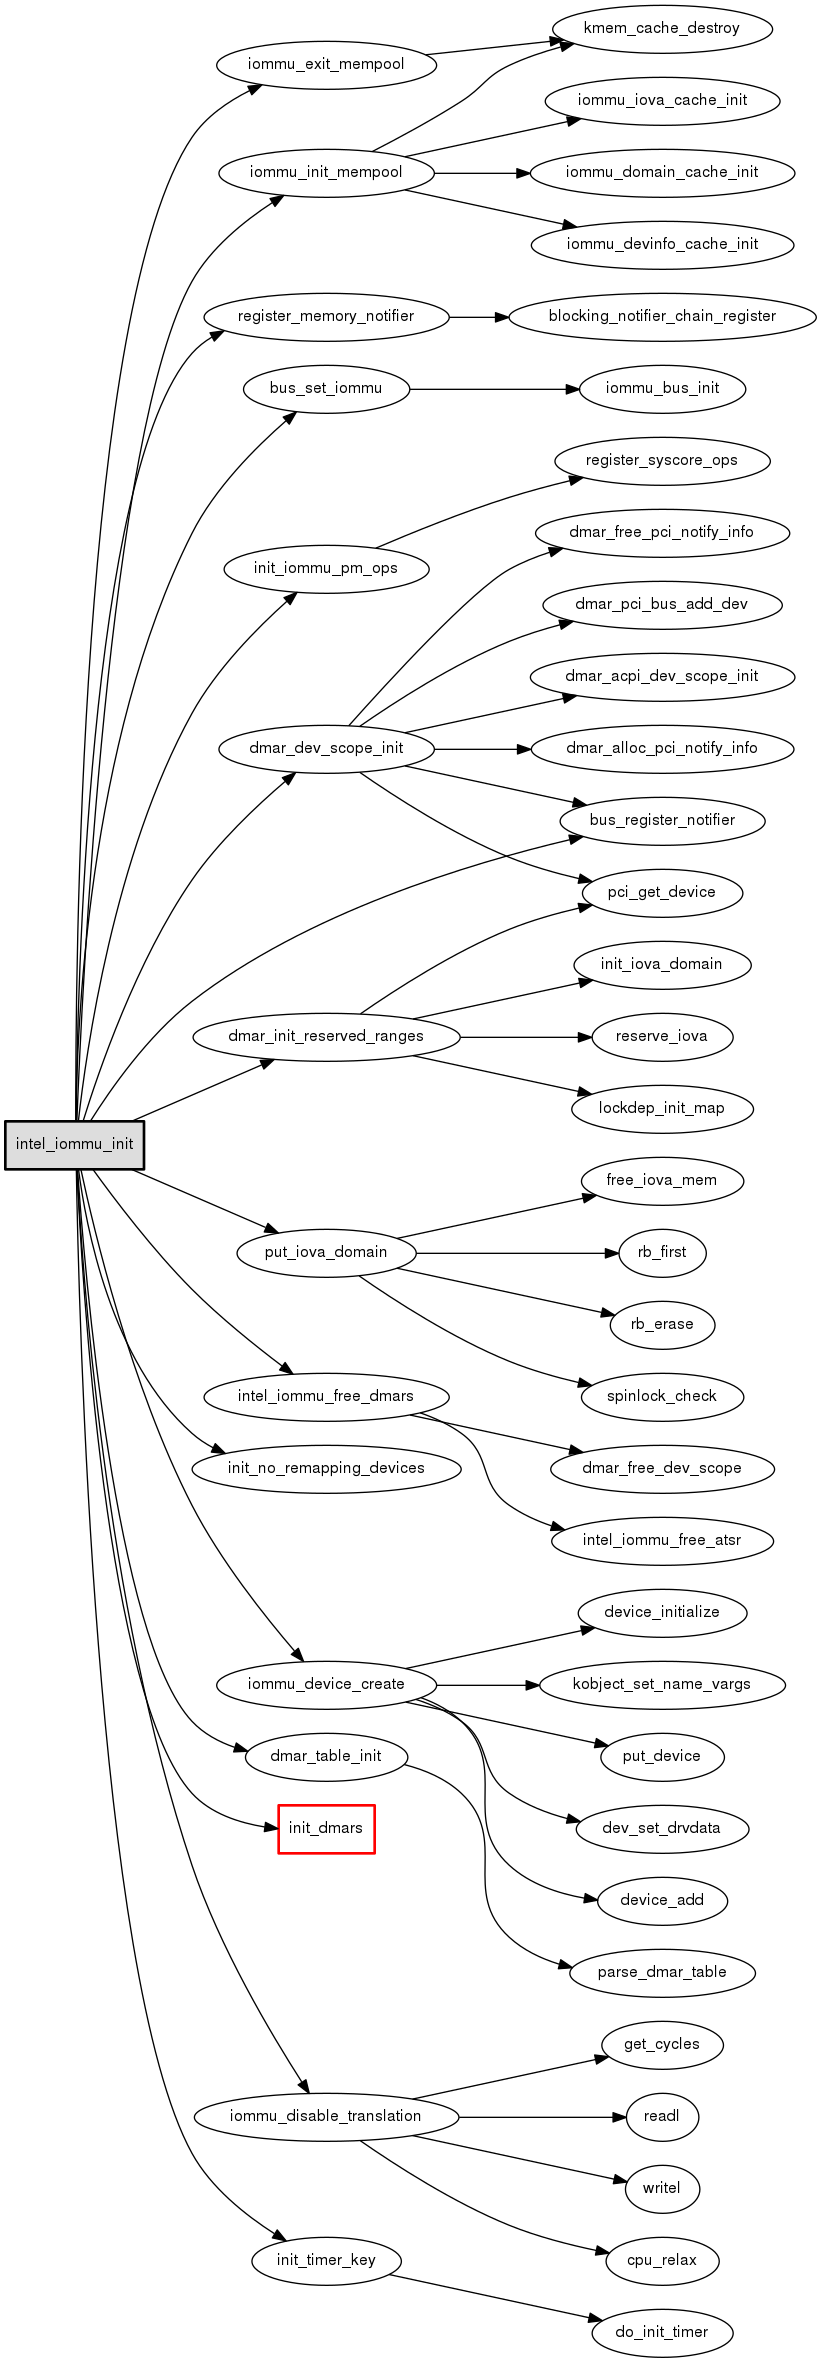 kmem_cache_destroy
iommu_exit_mempool
iommu_iova_cache_init
iommu_init_mempool
iommu_domain_cache_init
iommu_devinfo_cache_init
register_memory_notifier
blocking_notifier_chain_register
bus_set_iommu
iommu_bus_init
register_syscore_ops
dmar_free_pci_notify_info
init_iommu_pm_ops
dmar_pci_bus_add_dev
dmar_acpi_dev_scope_init
dmar_dev_scope_init
dmar_alloc_pci_notify_info
bus_register_notifier
pci_get_device
init_iova_domain
dmar_init_reserved_ranges
reserve_iova
lockdep_init_map
intel_iommu_init
free_iova_mem
put_iova_domain
rb_first
rb_erase
intel_iommu_free_dmars
spinlock_check
init_no_remapping_devices
dmar_free_dev_scope
intel_iommu_free_atsr
device_initialize
iommu_device_create
kobject_set_name_vargs
dmar_table_init
put_device
init_dmars
dev_set_drvdata
device_add
parse_dmar_table
get_cycles
iommu_disable_translation
readl
writel
init_timer_key
cpu_relax
do_init_timer